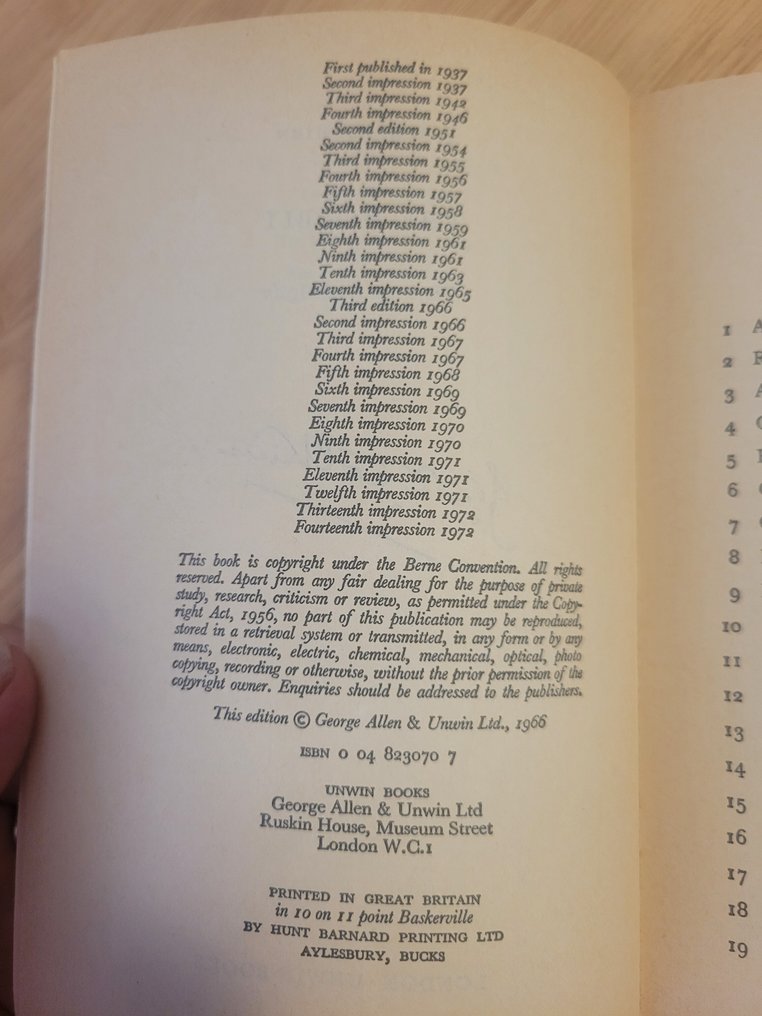 First published in 1937
Second impression 1937
Third impression 1942
Fourth impression 1946
Second edition 1951
Second impression 1954
Third impression 1955
Fourth impression 1956
Fifth impression 1957
Sixth impression 1958
Seventh impression 1959
Eighth impression 1961
Ninth impression 1961
Tenth impression 1963
Eleventh impression 1965
Third edition 1966
Second impression 1966
Third impression 1967
Fourth impression 1967
Fifth impression 1968
Sixth impression 1969
Seventh impression 1969
Eighth impression 1970
Ninth impression 1970
Tenth impression 1971
Eleventh impression 1971
Twelfth impression 1971
Thirteenth impression 1972
Fourteenth impression 1972
This book is copyright under the Berne Convention. All rights
reserved. Apart from any fair dealing for the purpose of private
study, research, criticism or review, as permitted under the Copy-
right Act, 1956, no part of this publication may be reproduced,
stored in a retrieval system or transmitted, in any form or by any
means, electronic, electric, chemical, mechanical, optical, photo
copying, recording or otherwise, without the prior permission of the
copyright owner. Enquiries should be addressed to the publishers.
This edition © George Allen & Unwin Ltd., 1966
ISBN 0 04 823070 7
UNWIN BOOKS
George Allen & Unwin Ltd
Ruskin House, Museum Street
London W.C.1
PRINTED IN GREAT BRITAIN
in 10 on 11 point Baskerville
BY HUNT BARNARD PRINTING LTD
AYLESBURY, BUCKS
1
2
3
4
5
6
7
8
9
10
11
12
13
14
15
16
17
18
19